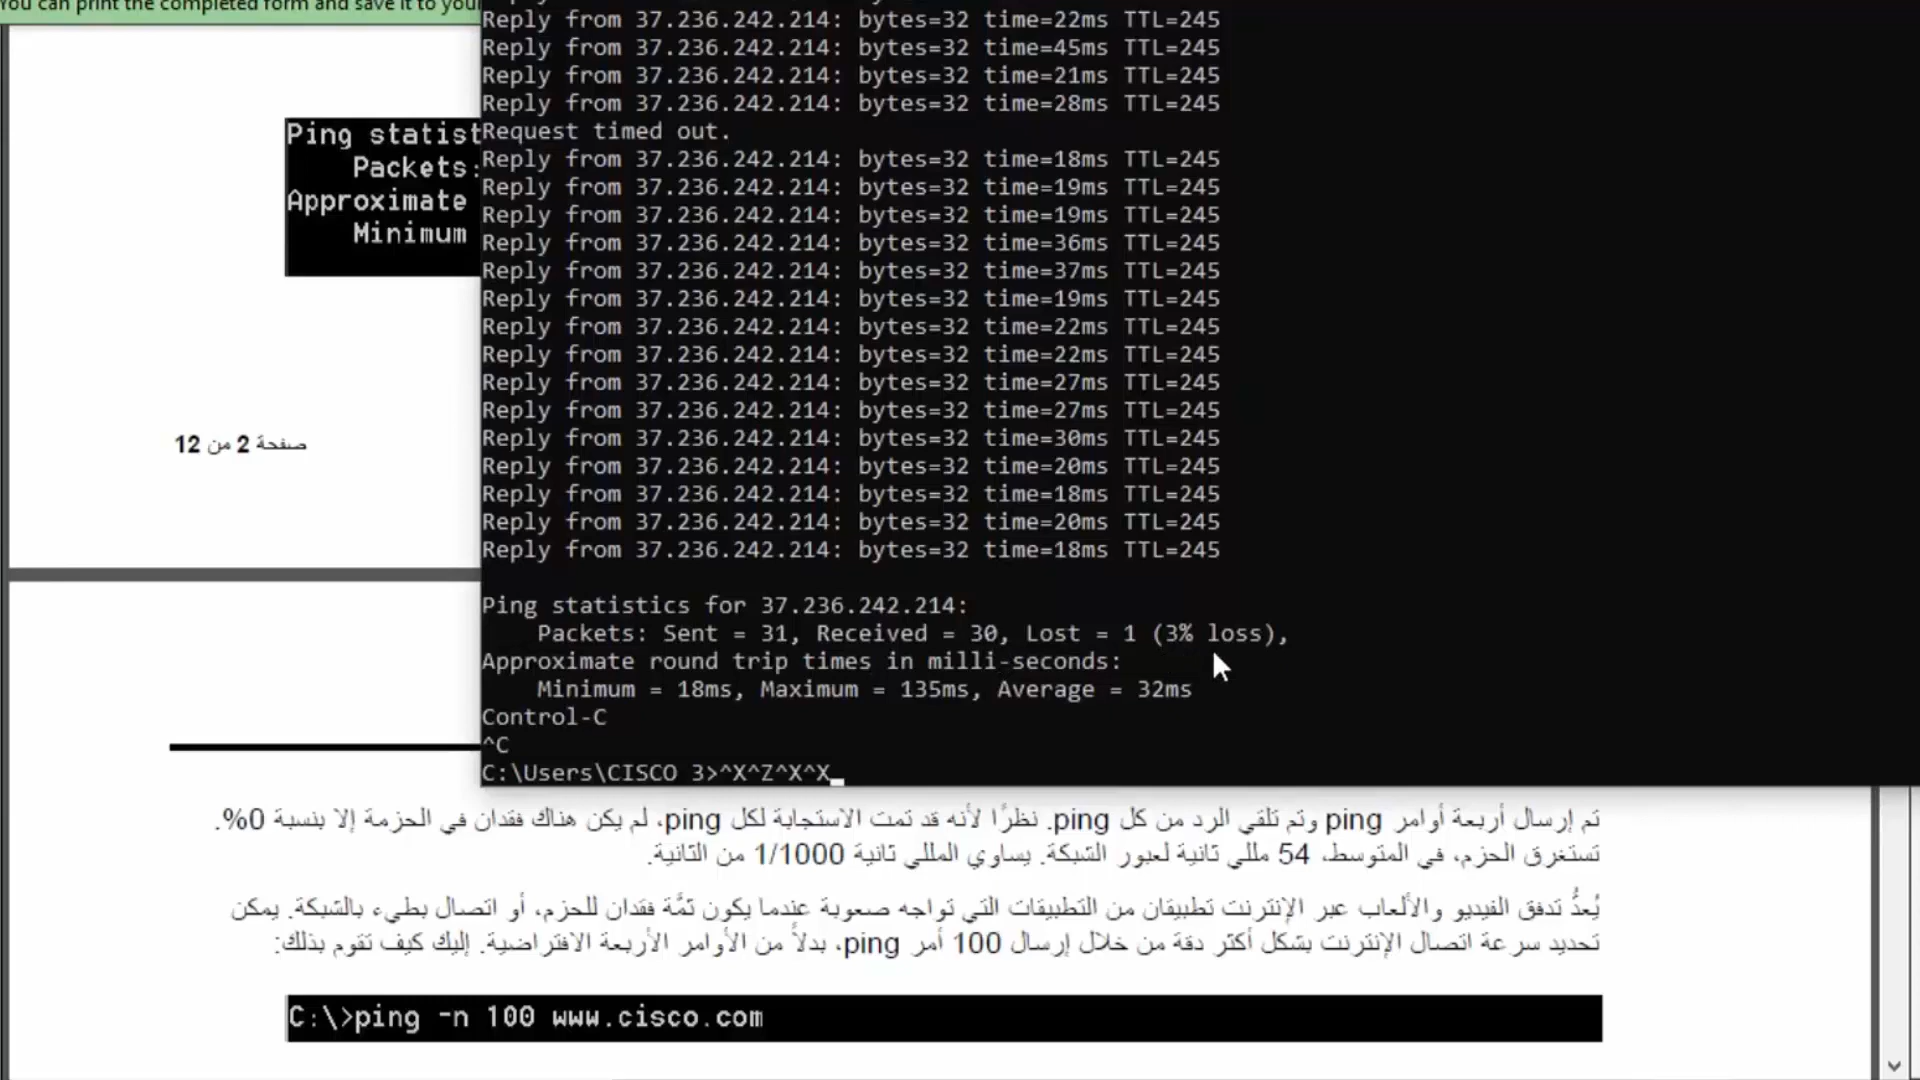 You can print the completed form and save it to your
Reply from 37.236.242.214: bytes=32 time=22ms TTL=245
Reply from 37.236.242.214: bytes=32 time=45ms TTL=245
Reply from 37.236.242.214: bytes=32 time=21ms TTL=245
Reply from 37.236.242.214: bytes=32 time=28ms TTL=245
Request timed out.
Reply from 37.236.242.214: bytes=32 time=18ms TTL=245
Reply from 37.236.242.214: bytes=32 time=19ms TTL=245
Reply from 37.236.242.214: bytes=32 time=19ms TTL=245
Reply from 37.236.242.214: bytes=32 time=36ms TTL=245
Reply from 37.236.242.214: bytes=32 time=37ms TTL=245
Reply from 37.236.242.214: bytes=32 time=19ms TTL=245
Reply from 37.236.242.214: bytes=32 time=22ms TTL=245
Reply from 37.236.242.214: bytes=32 time=22ms TTL=245
Reply from 37.236.242.214: bytes=32 time=27ms TTL=245
Reply from 37.236.242.214: bytes=32 time=27ms TTL=245
Reply from 37.236.242.214: bytes=32 time=30ms TTL=245
Reply from 37.236.242.214: bytes=32 time=20ms TTL=245
Reply from 37.236.242.214: bytes=32 time=18ms TTL=245
Reply from 37.236.242.214: bytes=32 time=20ms TTL=245
Reply from 37.236.242.214: bytes=32 time=18ms TTL=245
Ping statistics for 37.236.242.214:
Packets: Sent = 31, Received = 30, Lost = 1 (3% loss),
Approximate round trip times in milli-seconds:
Minimum = 18ms, Maximum = 135ms, Average = 32ms
Control-C
^C
C:\Users\CISCO 3>^X^Z^X^X
Ping statist
Packets:
Approximate
Minimum
صفحة 2 من 12
تم إرسال أربعة أوامر ping وتم تلقي الرد من كل ping. نظرًا لأنه قد تمت الاستجابة لكل ping، لم يكن هناك فقدان في الحزمة إلا بنسبة 0%.
تستغرق الحزم، في المتوسط، 54 مللي ثانية لعبور الشبكة. يساوي المللي ثانية 1/1000 من الثانية.
يُعدُّ تدفق الفيديو والألعاب عبر الإنترنت تطبيقان من التطبيقات التي تواجه صعوبة عندما يكون ثمَّة فقدان للحزم، أو اتصال بطيء بالشبكة. يمكن
تحديد سرعة اتصال الإنترنت بشكل أكثر دقة من خلال إرسال 100 أمر ping، بدلاً من الأوامر الأربعة الافتراضية. إليك كيف تقوم بذلك:
C:\>ping -n 100 www.cisco.com